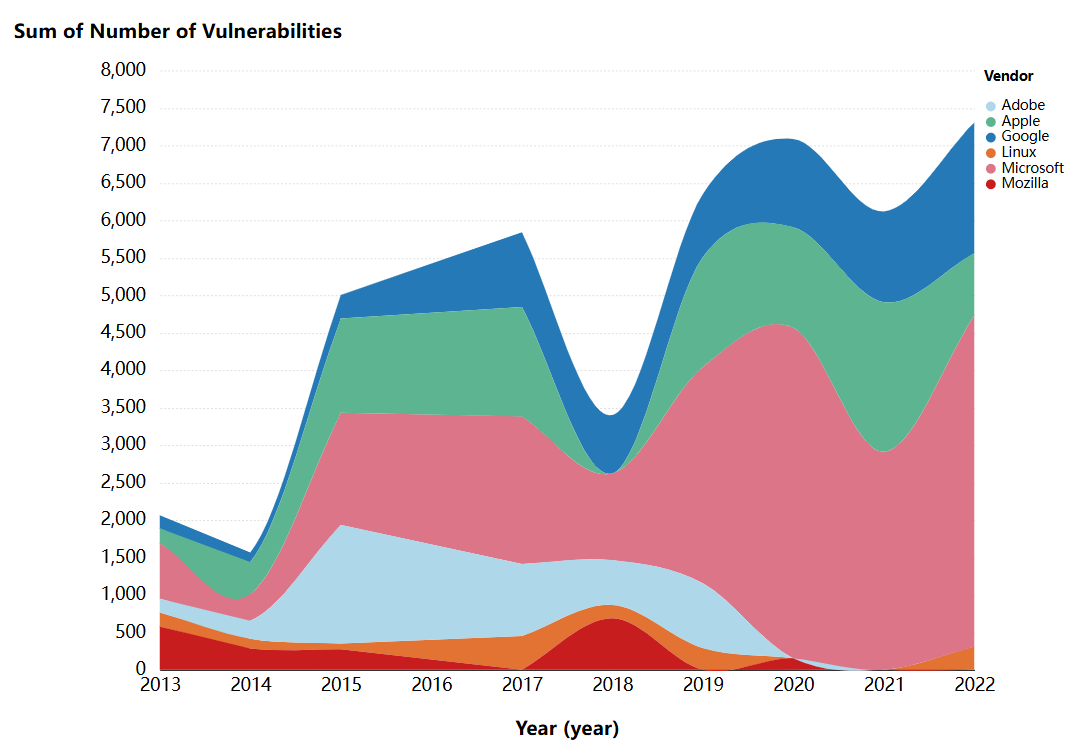 Sum of Number of Vulnerabilities
8,000
7,500
7,000
6,500
6,000
5,500
5,000
4,500
4,000
3,500
3,000
2,500
2,000
1,500
1,000
500
0
2013 2014 2015 2016 2017 2018 2019 2020 2021 2022
Year (year)
Vendor
Adobe
Apple
Google
Linux
Microsoft
Mozilla